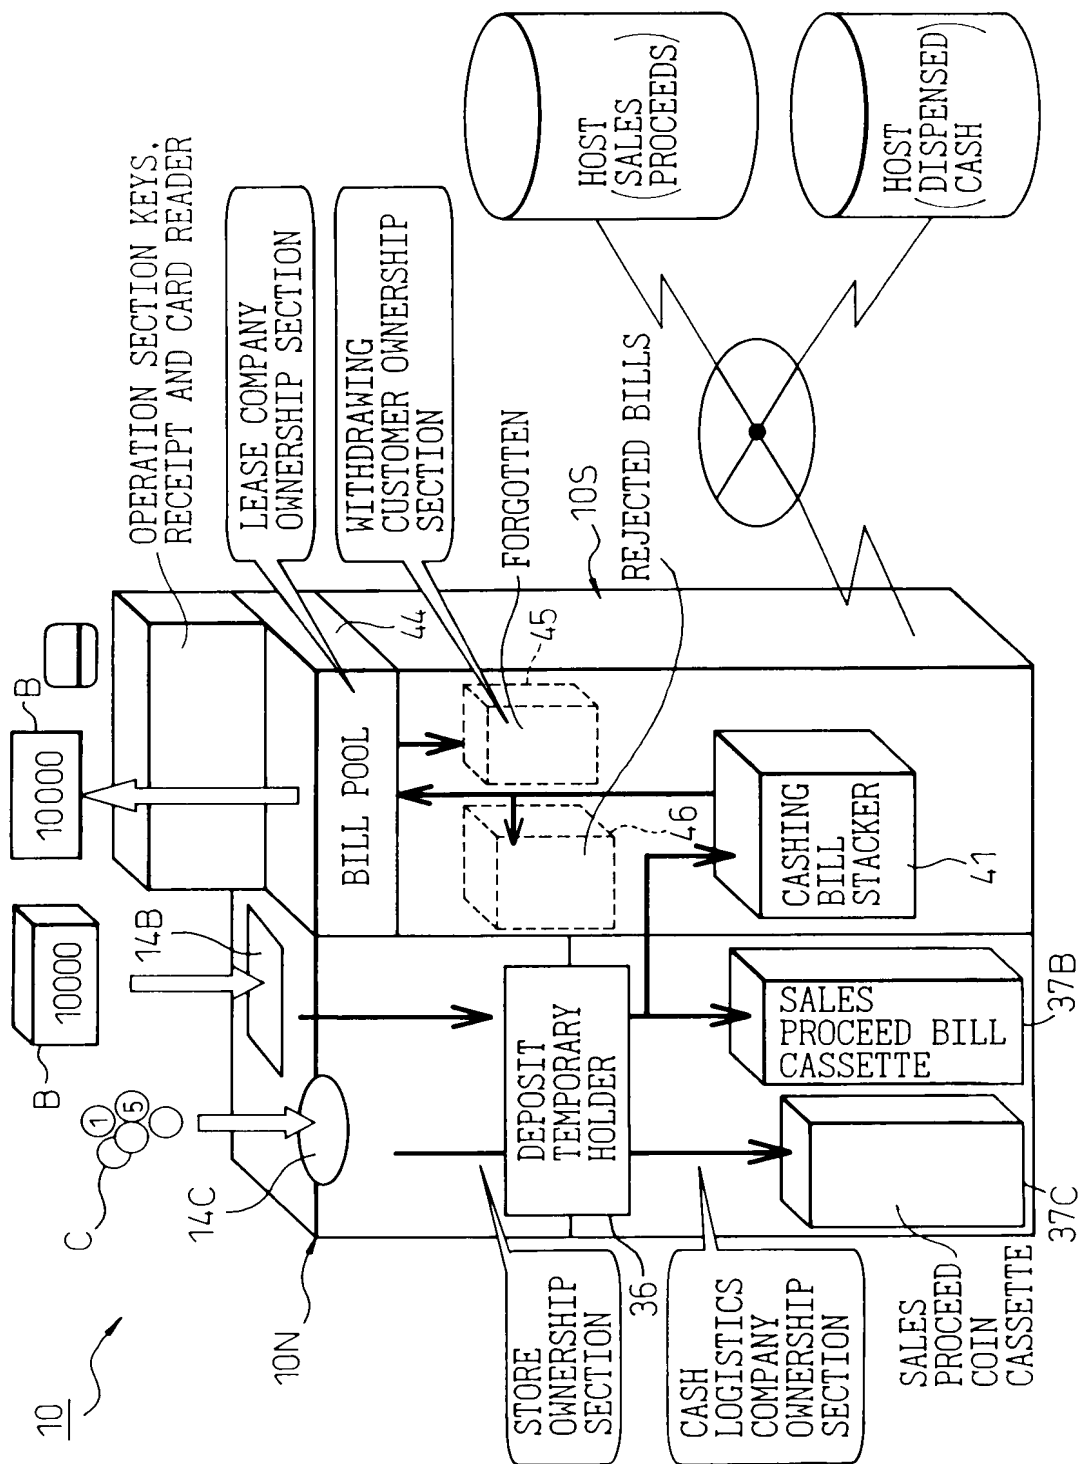 10
C
1
5
B
10000
B
10000
14C
14B
10N
OPERATION SECTION KEYS,
RECEIPT AND CARD READER
LEASE COMPANY
OWNERSHIP SECTION
WITHDRAWING
CUSTOMER OWNERSHIP
SECTION
FORGOTTEN
REJECTED BILLS
10S
44
45
46
BILL POOL
STORE
OWNERSHIP
SECTION
DEPOSIT
TEMPORARY
HOLDER
36
CASH
LOGISTICS
COMPANY
OWNERSHIP
SECTION
CASHING
BILL
STACKER
41
SALES
PROCEED BILL
CASSETTE
37B
37C
SALES
PROCEED
COIN
CASSETTE
HOST
(SALES
PROCEEDS)
HOST
(DISPENSED
CASH)